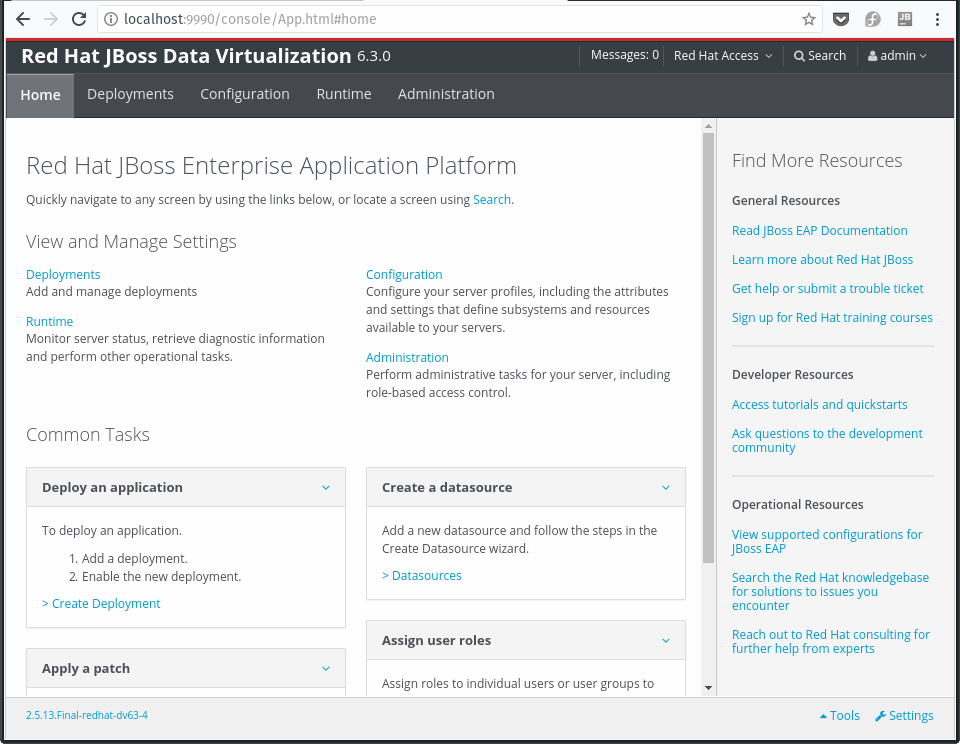 localhost:9990/console/App.html#home
JB
Red Hat JBoss Data Virtualization 6.3.0
Messages: 0
Red Hat Access
Search
admin
Home
Deployments
Configuration
Runtime
Administration
Red Hat JBoss Enterprise Application Platform
Quickly navigate to any screen by using the links below, or locate a screen using Search.
View and Manage Settings
Deployments
Add and manage deployments
Runtime
Monitor server status, retrieve diagnostic information
and perform other operational tasks.
Configuration
Configure your server profiles, including the attributes
and settings that define subsystems and resources
available to your servers.
Administration
Perform administrative tasks for your server, including
role-based access control.
Common Tasks
Deploy an application
To deploy an application.
1. Add a deployment.
2. Enable the new deployment.
> Create Deployment
Apply a patch
Create a datasource
Add a new datasource and follow the steps in the
Create Datasource wizard.
> Datasources
Assign user roles
Assign roles to individual users or user groups to
Find More Resources
General Resources
Read JBoss EAP Documentation
Learn more about Red Hat JBoss
Get help or submit a trouble ticket
Sign up for Red Hat training courses
Developer Resources
Access tutorials and quickstarts
Ask questions to the development
community
Operational Resources
View supported configurations for
JBoss EAP
Search the Red Hat knowledgebase
for solutions to issues you
encounter
Reach out to Red Hat consulting for
further help from experts
2.5.13.Final-redhat-dv63-4
Tools
Settings